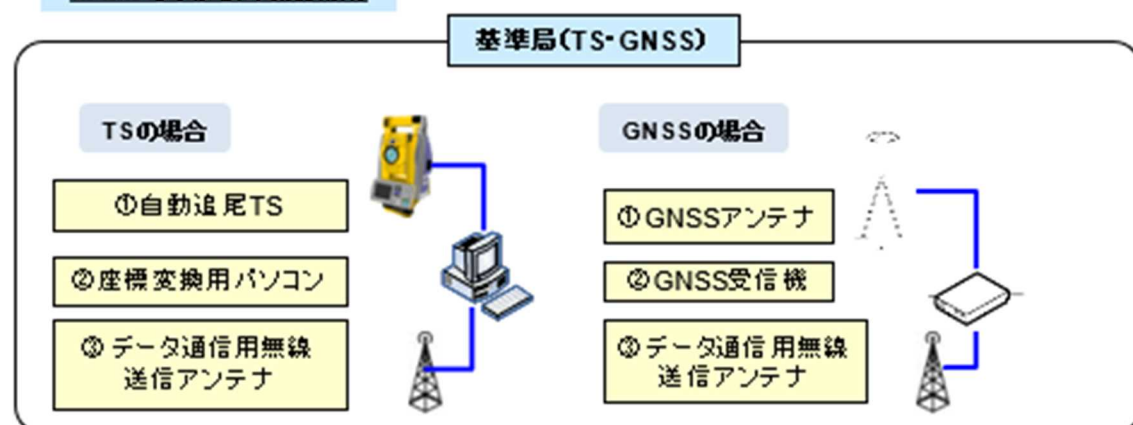 基準局(TS・GNSS)
TSの場合
①自動追尾TS
②座標変換用パソコン
③データ通信用無線
送信アンテナ
GNSSの場合
①GNSSアンテナ
②GNSS受信機
③データ通信用無線
送信アンテナ